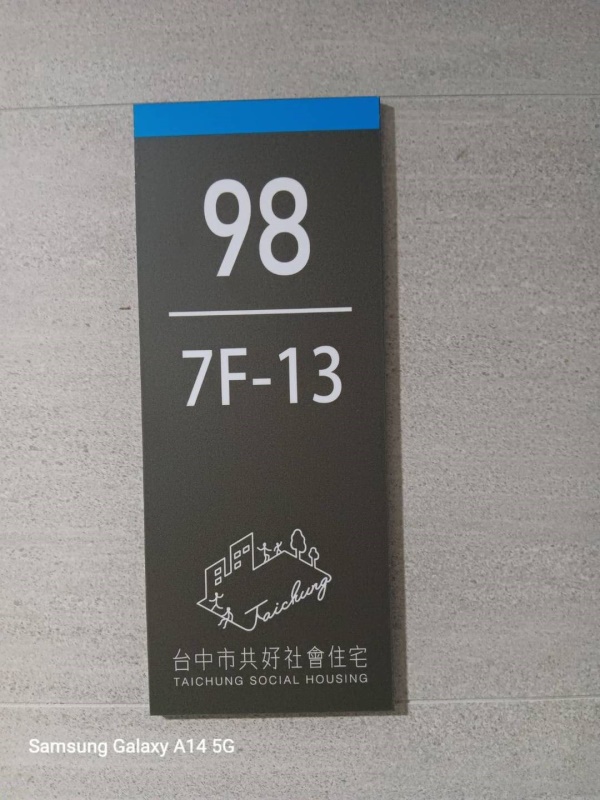 98
7F-13
Taichung
台中市共好社會住宅
TAICHUNG SOCIAL HOUSING
Samsung Galaxy A14 5G